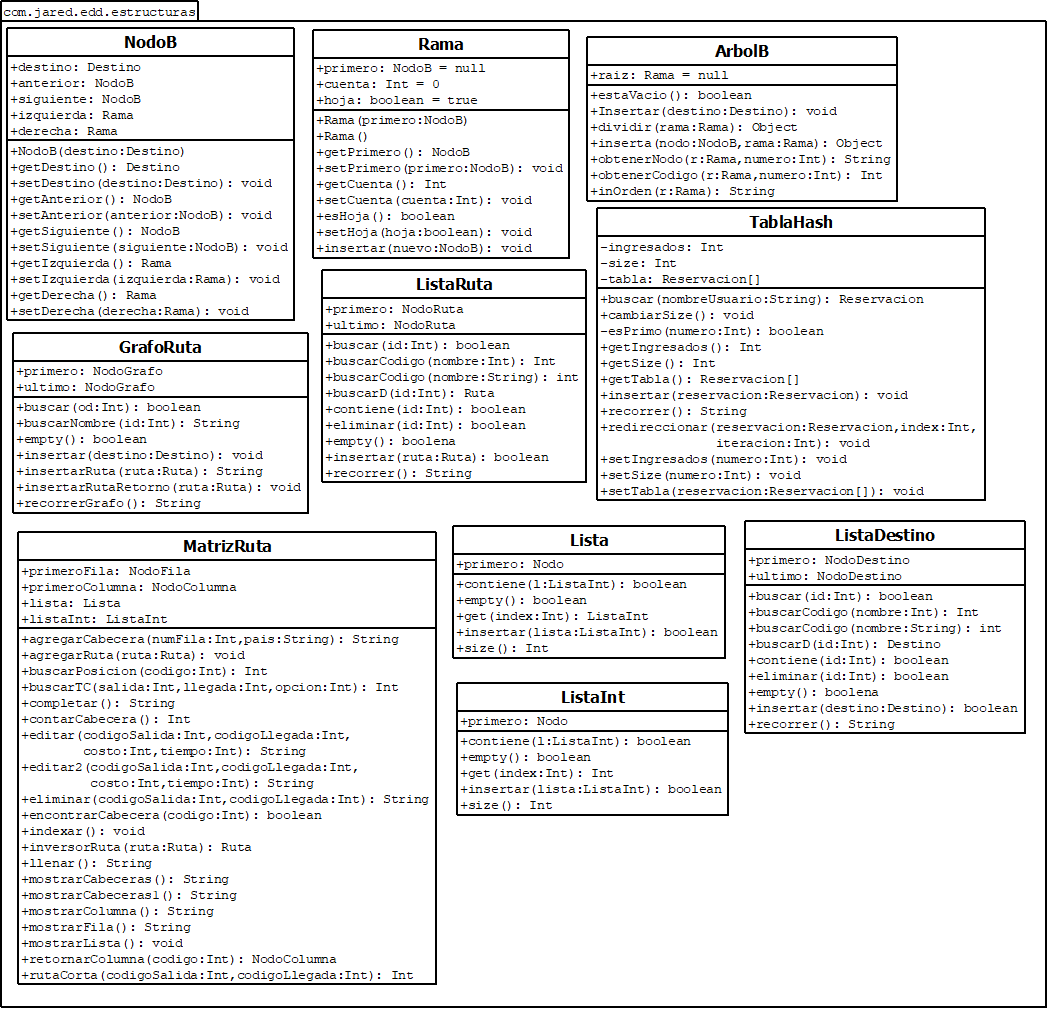 com.jared.edd.estructuras
NodoB
+destino: Destino
+anterior: NodoB
+siguiente: NodoB
+izquierda: Rama
+derecha: Rama
+NodoB(destino:Destino)
+getDestino(): Destino
+setDestino(destino:Destino): void
+getAnterior(): NodoB
+setAnterior(anterior:NodoB): void
+getSiguiente(): NodoB
+setSiguiente(siguiente:NodoB): void
+getIzquierda(): Rama
+setIzquierda(izquierda:Rama): void
+getDerecha(): Rama
+setDerecha(derecha:Rama): void
Rama
+primero: NodoB = null
+cuenta: Int = 0
+hoja: boolean = true
+Rama(primero:NodoB)
+Rama()
+getPrimero(): NodoB
+setPrimero(primero:NodoB): void
+getCuenta(): Int
+setCuenta(cuenta:Int): void
+esHoja(): boolean
+setHoja(hoja:boolean): void
+insertar(nuevo:NodoB): void
ArbolB
+raiz: Rama = null
+estaVacio(): boolean
+Insertar(destino:Destino): void
+dividir(rama:Rama): Object
+inserta(nodo:NodoB,rama:Rama): Object
+obtenerNodo(r:Rama,numero:Int): String
+obtenerCodigo(r:Rama,numero:Int): Int
+inOrden(r:Rama): String
TablaHash
-ingresados: Int
-size: Int
-tabla: Reservacion[]
+buscar(nombreUsuario:String): Reservacion
+cambiarSize(): void
-esPrimo(numero:Int): boolean
+getIngresados(): Int
+getSize(): Int
+getTabla(): Reservacion[]
+insertar(reservacion:Reservacion): void
+recorrer(): String
+redireccionar(reservacion:Reservacion,index:Int,
iteracion:Int): void
+setIngresados(numero:Int): void
+setSize(numero:Int): void
+setTabla(reservacion:Reservacion[]): void
ListaRuta
+primero: NodoRuta
+ultimo: NodoRuta
+buscar(id:Int): boolean
+buscarCodigo(nombre:Int): Int
+buscarCodigo(nombre:String): int
+buscarD(id:Int): Ruta
+contiene(id:Int): boolean
+eliminar(id:Int): boolean
+empty(): boolena
+insertar(ruta:Ruta): boolean
+recorrer(): String
GrafoRuta
+primero: NodoGrafo
+ultimo: NodoGrafo
+buscar(od:Int): boolean
+buscarNombre(id:Int): String
+empty(): boolean
+insertar(destino:Destino): void
+insertarRuta(ruta:Ruta): String
+insertarRutaRetorno(ruta:Ruta): void
+recorrerGrafo(): String
MatrizRuta
+primeroFila: NodoFila
+primeroColumna: NodoColumna
+lista: Lista
+listaInt: ListaInt
+agregarCabecera(numFila:Int,pais:String): String
+agregarRuta(ruta:Ruta): void
+buscarPosicion(codigo:Int): Int
+buscarTC(salida:Int,llegada:Int,opcion:Int): Int
+completar(): String
+contarCabecera(): Int
+editar(codigoSalida:Int,codigoLlegada:Int,
costo:Int,tiempo:Int): String
+editar2(codigoSalida:Int,codigoLlegada:Int,
costo:Int,tiempo:Int): String
+eliminar(codigoSalida:Int,codigoLlegada:Int): String
+encontrarCabecera(codigo:Int): boolean
+indexar(): void
+inversorRuta(ruta:Ruta): Ruta
+llenar(): String
+mostrarCabeceras(): String
+mostrarCabeceras1(): String
+mostrarColumna(): String
+mostrarFila(): String
+mostrarLista(): void
+retornarColumna(codigo:Int): NodoColumna
+rutaCorta(codigoSalida:Int,codigoLlegada:Int): Int
Lista
+primero: Nodo
+contiene(l:ListaInt): boolean
+empty(): boolean
+get(index:Int): ListaInt
+insertar(lista:ListaInt): boolean
+size(): Int
ListaInt
+primero: Nodo
+contiene(l:ListaInt): boolean
+empty(): boolean
+get(index:Int): Int
+insertar(lista:ListaInt): boolean
+size(): Int
ListaDestino
+primero: NodoDestino
+ultimo: NodoDestino
+buscar(id:Int): boolean
+buscarCodigo(nombre:Int): Int
+buscarCodigo(nombre:String): int
+buscarD(id:Int): Destino
+contiene(id:Int): boolean
+eliminar(id:Int): boolean
+empty(): boolena
+insertar(destino:Destino): boolean
+recorrer(): String